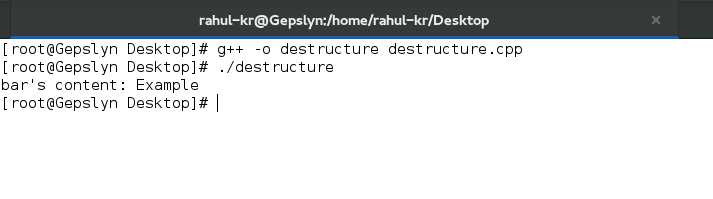 rahul-kr@Gepslyn:/home/rahul-kr/Desktop
[root@Gepslyn Desktop]# g++ -o destructure destructure.cpp
[root@Gepslyn Desktop]# ./destructure
bar's content: Example
[root@Gepslyn Desktop]#